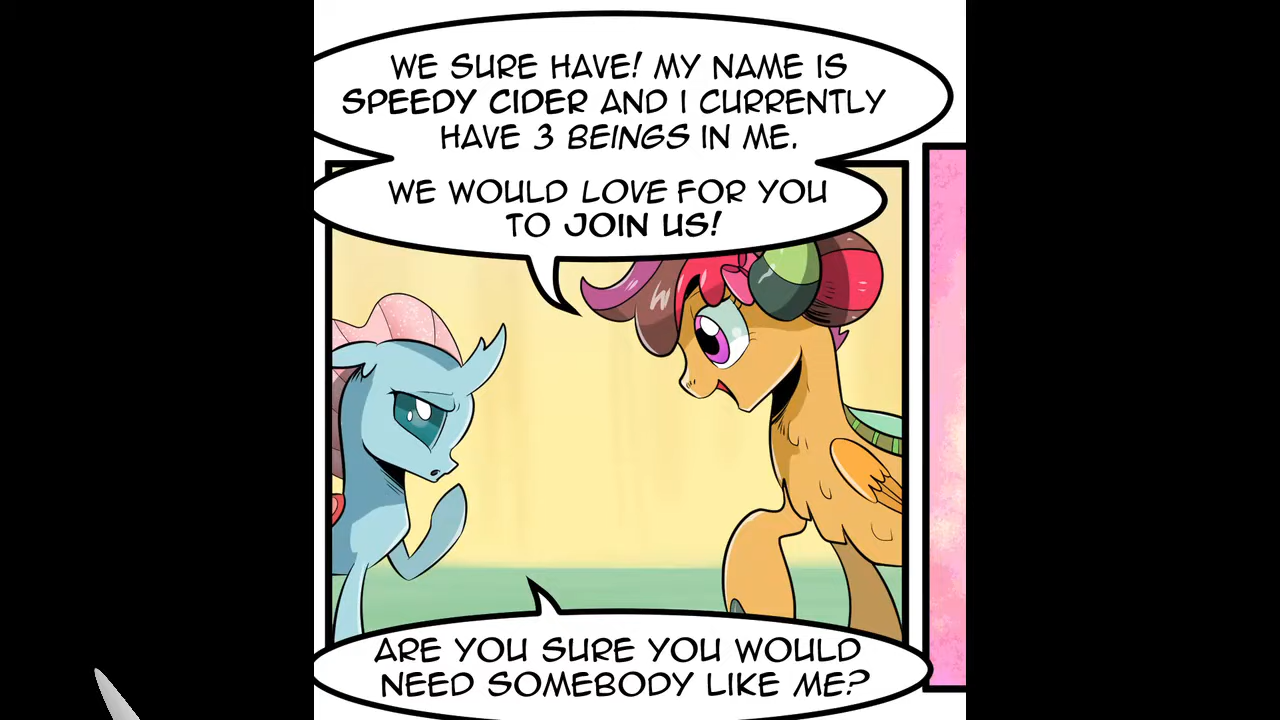 WE SURE HAVE! MY NAME IS
SPEEDY CIDER AND I CURRENTLY
HAVE 3 BEINGS IN ME.
WE WOULD LOVE FOR YOU
TO JOIN US!
ARE YOU SURE YOU WOULD
NEED SOMEBODY LIKE ME?